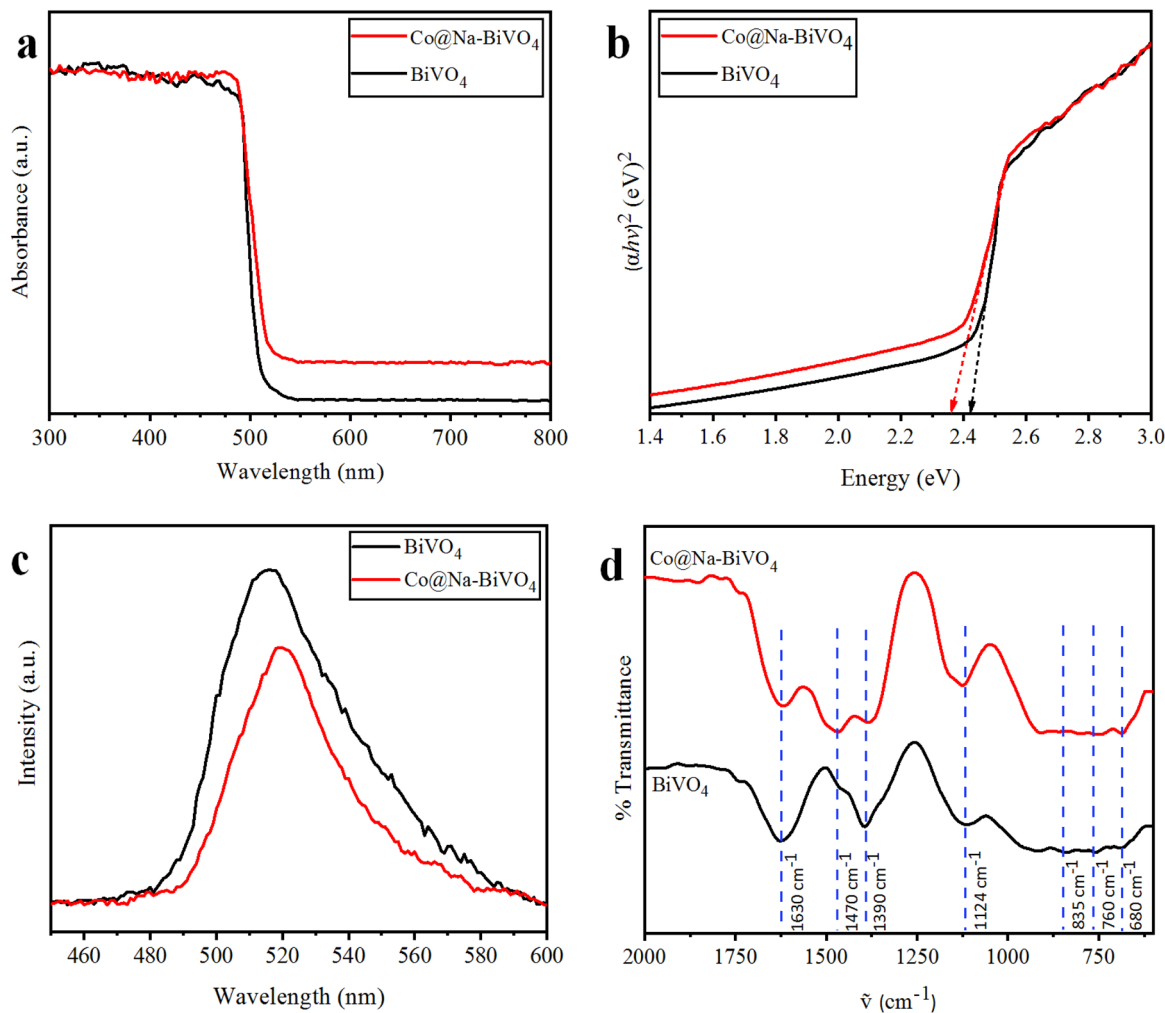 a
Co@Na-BiVO4
BiVO4
Absorbance (a.u.)
300 400 500 600 700 800
Wavelength (nm)
b
Co@Na-BiVO4
BiVO4
(αhν)² (eV)²
1.4 1.6 1.8 2.0 2.2 2.4 2.6 2.8 3.0
Energy (eV)
c
BiVO4
Co@Na-BiVO4
Intensity (a.u.)
460 480 500 520 540 560 580 600
Wavelength (nm)
d
Co@Na-BiVO4
BiVO4
% Transmittance
1630 cm-1
1470 cm-1
1390 cm-1
1124 cm-1
835 cm-1
760 cm-1
680 cm-1
2000 1750 1500 1250 1000 750
ṽ (cm-1)